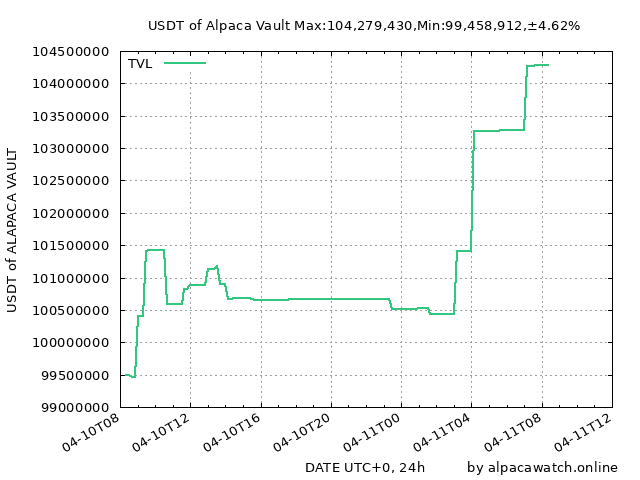 USDT of Alpaca Vault Max:104,279,430,Min:99,458,912,±4.62%
TVL
USDT of ALAPACA VAULT
104500000
104000000
103500000
103000000
102500000
102000000
101500000
101000000
100500000
100000000
99500000
99000000
04-10T08
04-10T12
04-10T16
04-10T20
04-11T00
04-11T04
04-11T08
04-11T12
DATE UTC+0, 24h
by alpacawatch.online